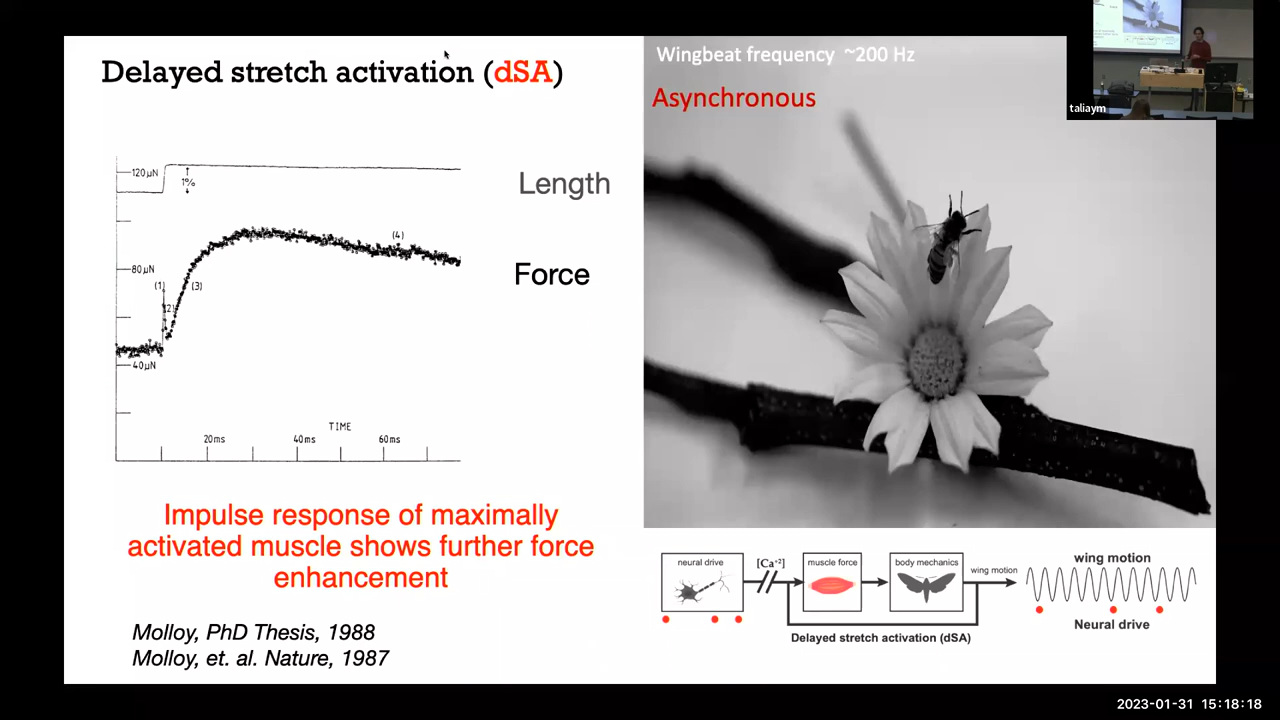 Delayed stretch activation (dSA)
120 µN
1%
Length
80 µN
(1)
(2)
(3)
(4)
Force
40 µN
TIME
20ms
40ms
60ms
Impulse response of maximally
activated muscle shows further force
enhancement
Molloy, PhD Thesis, 1988
Molloy, et. al. Nature, 1987
Wingbeat frequency ~200 Hz
Asynchronous
taliaym
neural drive
[Ca⁺²]
muscle force
body mechanics
wing motion
wing motion
Neural drive
Delayed stretch activation (dSA)
2023-01-31 15:18:18